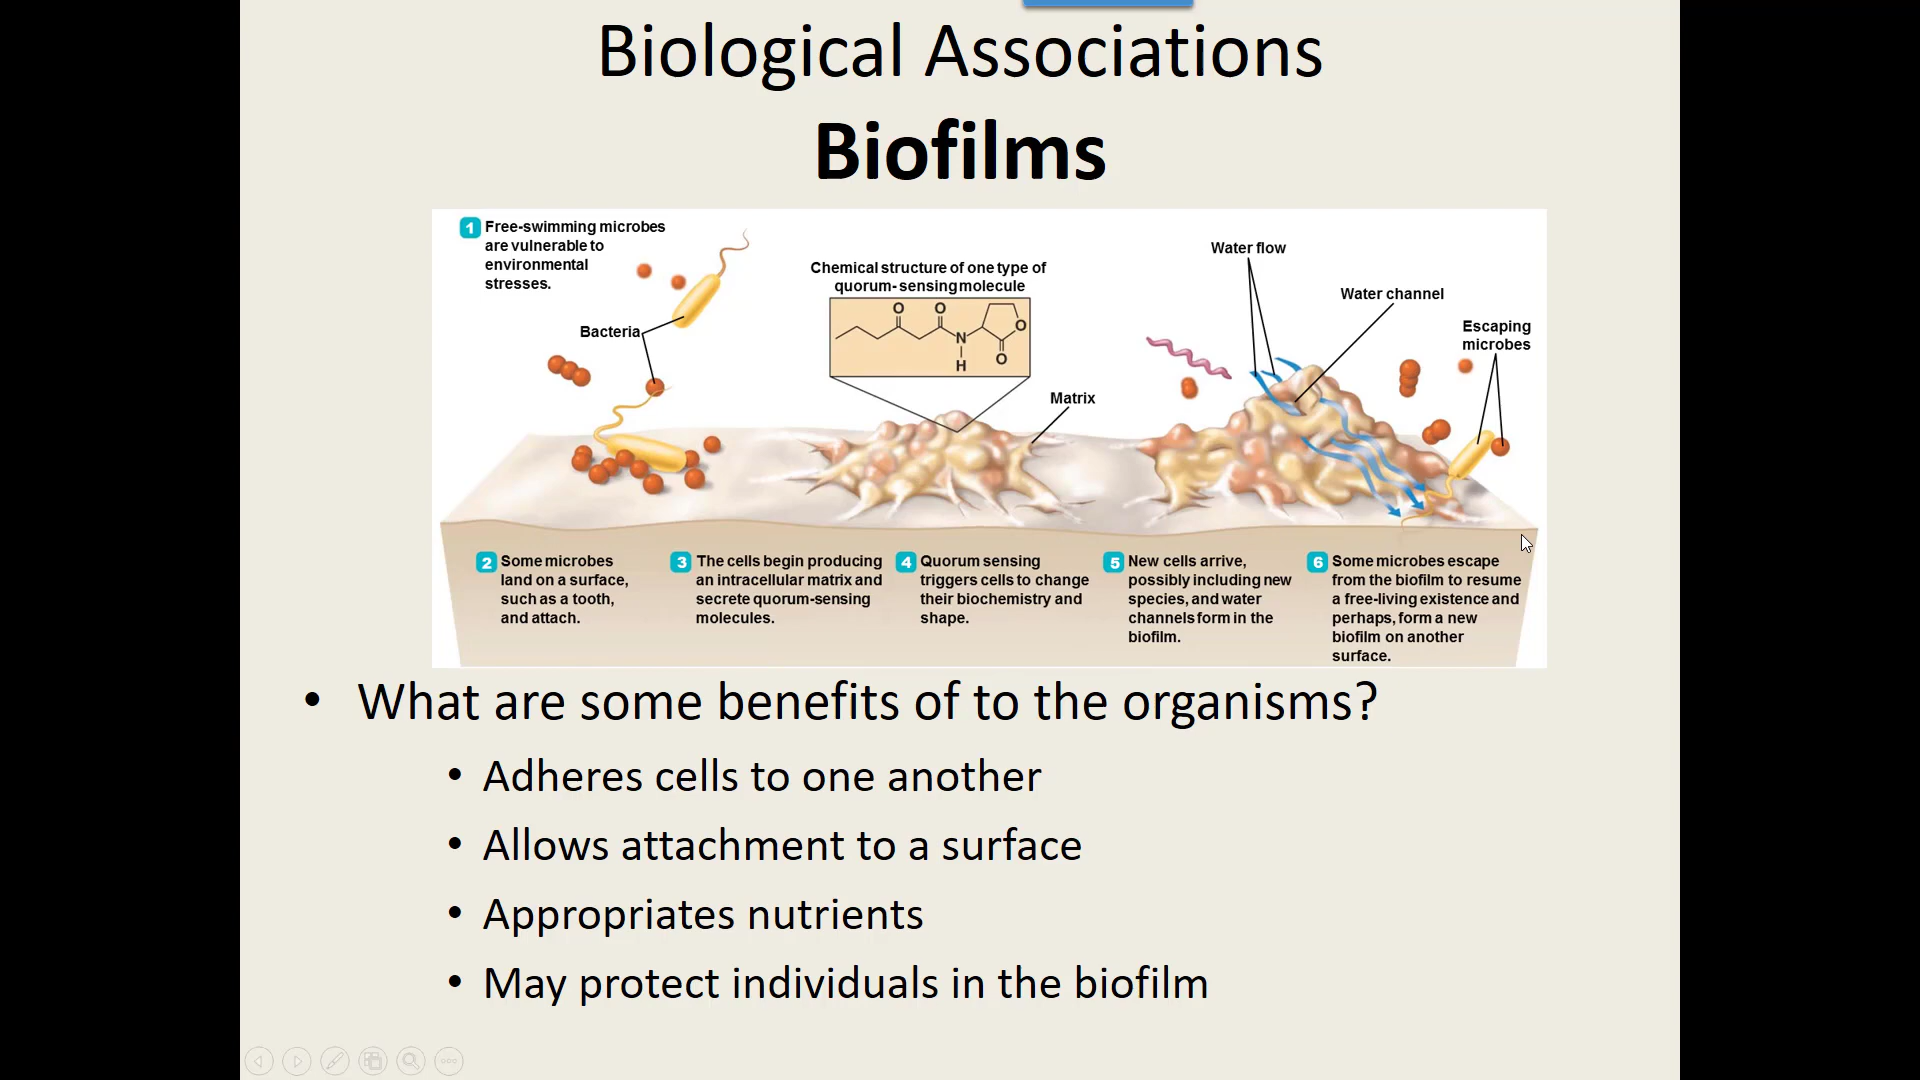 Biological Associations
Biofilms
1 Free-swimming microbes
are vulnerable to
environmental
stresses.
Bacteria
Chemical structure of one type of
quorum- sensing molecule
O
O
N
H
O
O
Matrix
Water flow
Water channel
Escaping
microbes
2 Some microbes
land on a surface,
such as a tooth,
and attach.
3 The cells begin producing
an intracellular matrix and
secrete quorum-sensing
molecules.
4 Quorum sensing
triggers cells to change
their biochemistry and
shape.
5 New cells arrive,
possibly including new
species, and water
channels form in the
biofilm.
6 Some microbes escape
from the biofilm to resume
a free-living existence and
perhaps, form a new
biofilm on another
surface.
• What are some benefits of to the organisms?
• Adheres cells to one another
• Allows attachment to a surface
• Appropriates nutrients
• May protect individuals in the biofilm